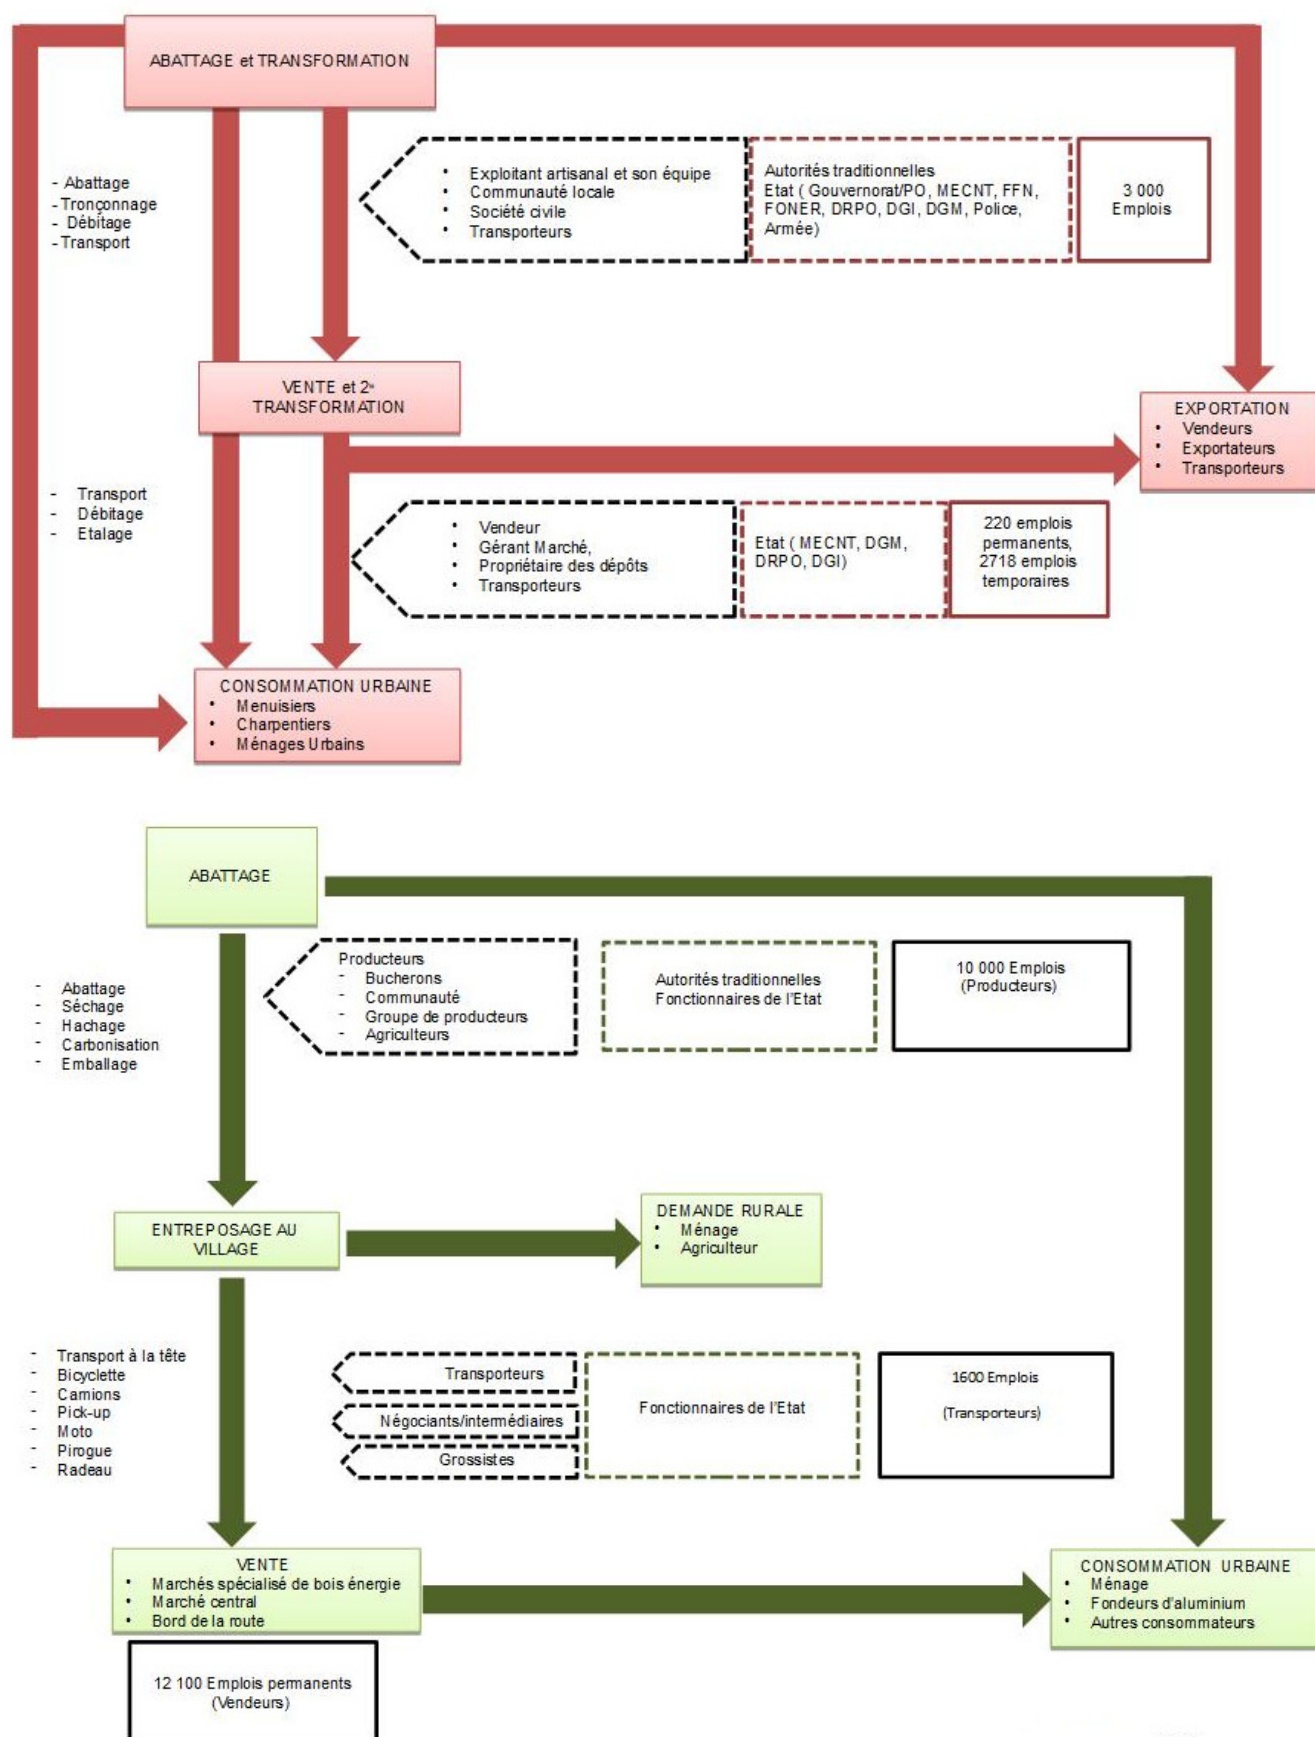 ABATTAGE et TRANSFORMATION
- Abattage
- Tronçonnage
- Débitage
- Transport
• Exploitant artisanal et son équipe
• Communauté locale
• Société civile
• Transporteurs
Autorités traditionnelles
Etat ( Gouvernorat/PO, MECNT, FFN,
FONER, DRPO, DGI, DGM, Police,
Armée)
3 000
Emplois
VENTE et 2e
TRANSFORMATION
EXPORTATION
• Vendeurs
• Exportateurs
• Transporteurs
- Transport
- Débitage
- Etalage
• Vendeur
• Gérant Marché,
• Propriétaire des dépôts
• Transporteurs
Etat ( MECNT, DGM,
DRPO, DGI)
220 emplois
permanents,
2718 emplois
temporaires
CONSOMMATION URBAINE
• Menuisiers
• Charpentiers
• Ménages Urbains
ABATTAGE
- Abattage
- Séchage
- Hachage
- Carbonisation
- Emballage
Producteurs
- Bucherons
- Communauté
- Groupe de producteurs
- Agriculteurs
Autorités traditionnelles
Fonctionnaires de l'Etat
10 000 Emplois
(Producteurs)
ENTREPOSAGE AU
VILLAGE
DEMANDE RURALE
• Ménage
• Agriculteur
- Transport à la tête
- Bicyclette
- Camions
- Pick-up
- Moto
- Pirogue
- Radeau
Transporteurs
Négociants/intermédiaires
Grossistes
Fonctionnaires de l'Etat
1600 Emplois
(Transporteurs)
VENTE
• Marchés spécialisé de bois énergie
• Marché central
• Bord de la route
CONSOMMATION URBAINE
• Ménage
• Fondeurs d'aluminium
• Autres consommateurs
12 100 Emplois permanents
(Vendeurs)